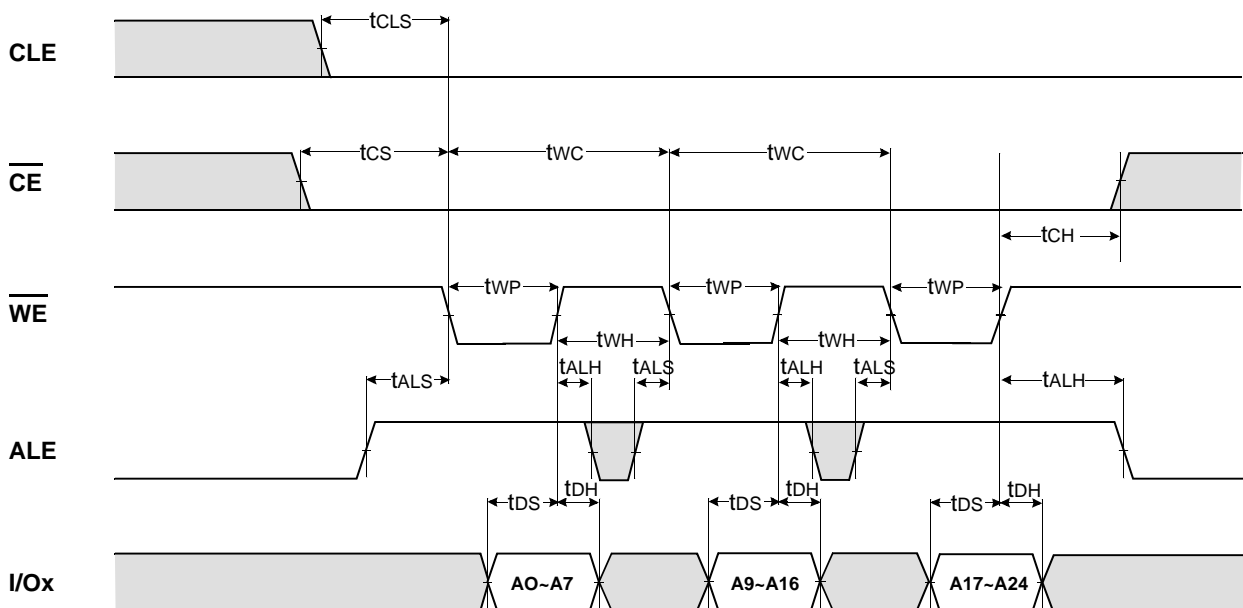 tCLS
CLE
tCS tWC tWC
CE
tCH
tWP tWP tWP
WE
tWH tWH
tALS tALH tALS tALH tALS tALH
ALE
tDS tDH tDS tDH tDS tDH
I/Ox AO~A7 A9~A16 A17~A24